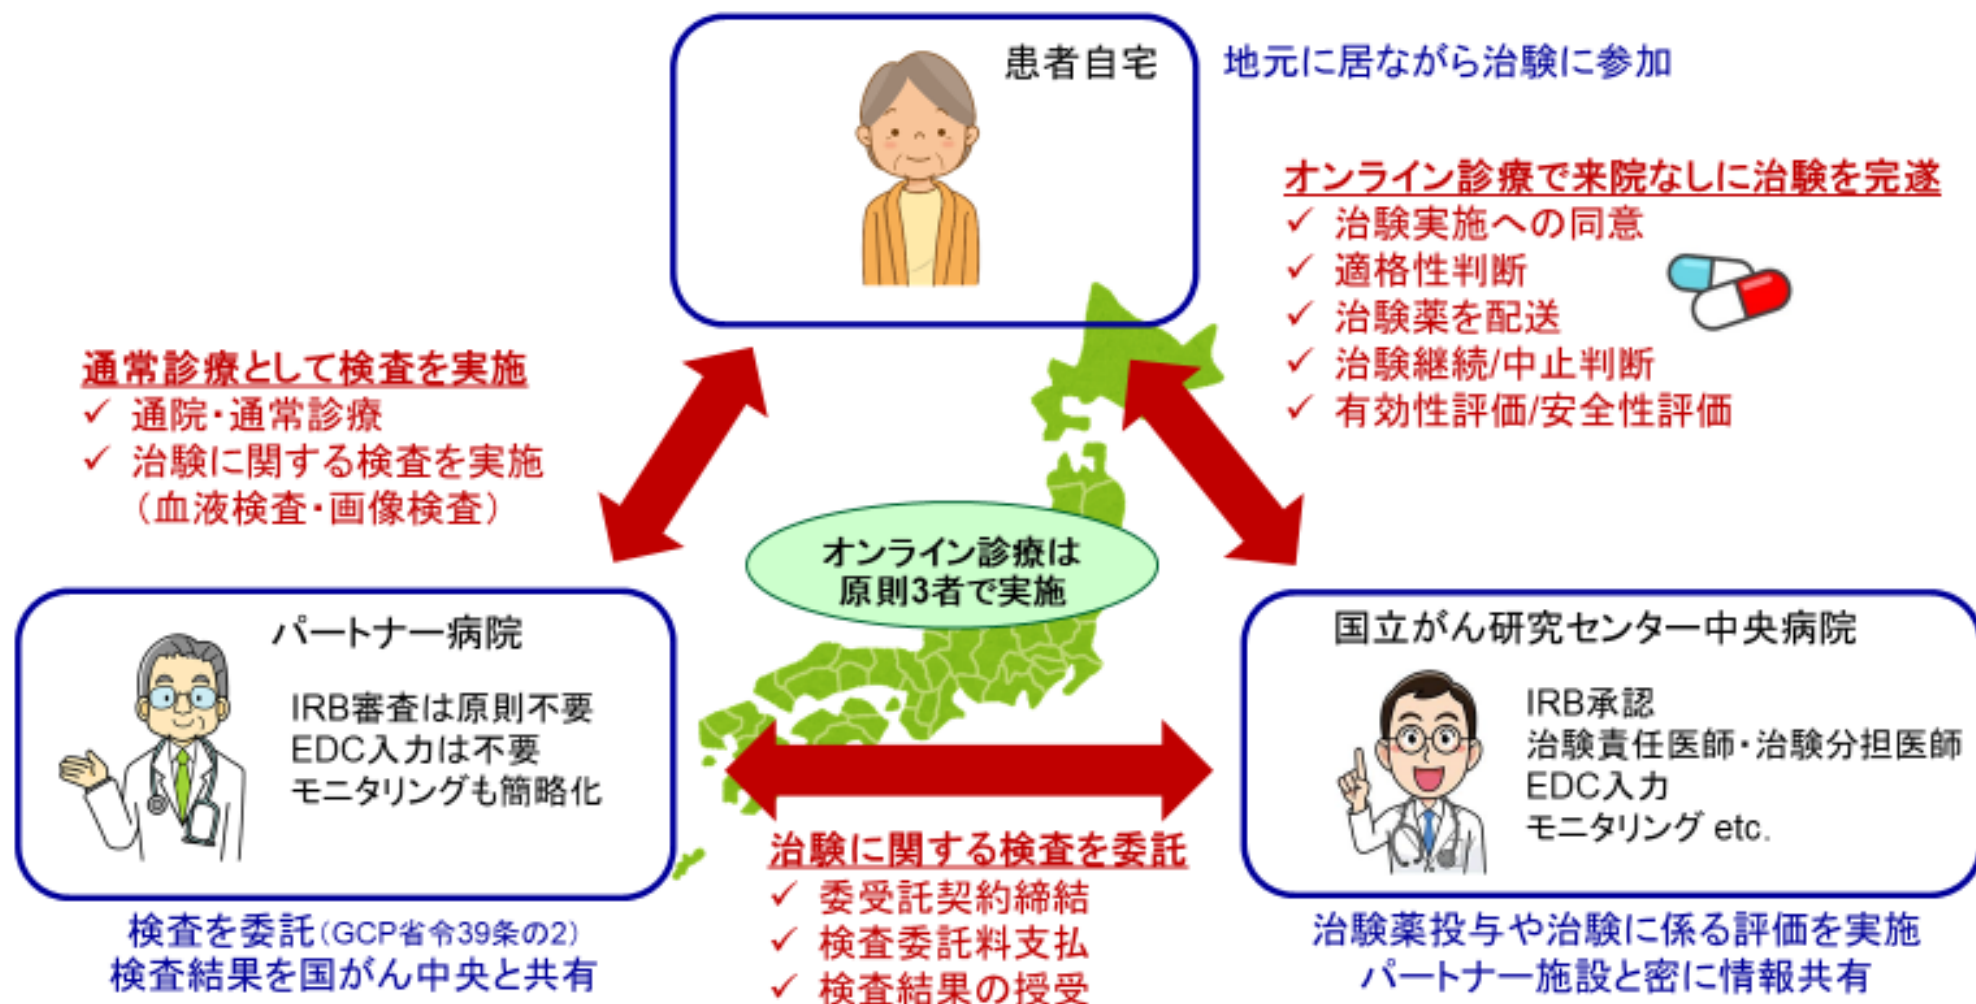 患者自宅
地元に居ながら治験に参加
オンライン診療で来院なしに治験を完遂
✓ 治験実施への同意
✓ 適格性判断
✓ 治験薬を配送
✓ 治験継続/中止判断
✓ 有効性評価/安全性評価
通常診療として検査を実施
✓ 通院・通常診療
✓ 治験に関する検査を実施
（血液検査・画像検査）
オンライン診療は
原則3者で実施
パートナー病院
IRB審査は原則不要
EDC入力は不要
モニタリングも簡略化
検査を委託(GCP省令39条の2)
検査結果を国がん中央と共有
国立がん研究センター中央病院
IRB承認
治験責任医師・治験分担医師
EDC入力
モニタリング etc.
治験薬投与や治験に係る評価を実施
パートナー施設と密に情報共有
治験に関する検査を委託
✓ 委受託契約締結
✓ 検査委託料支払
✓ 検査結果の授受